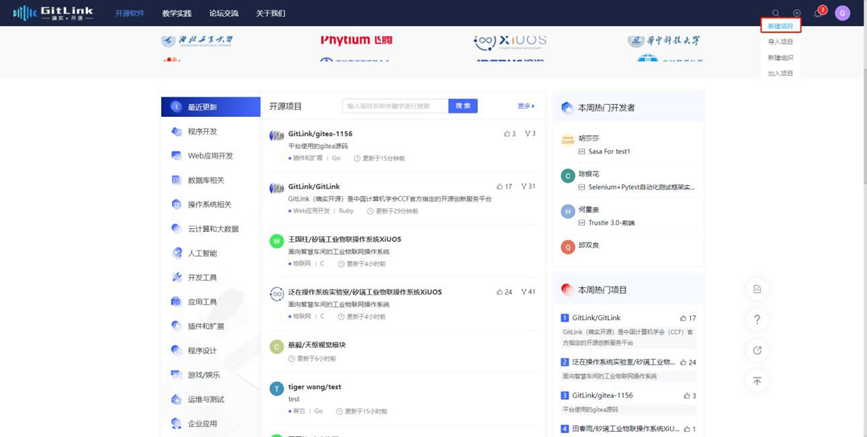 GitLink
确实 • 开源
开源软件
教学实践
论坛交流
关于我们
3
G
新建项目
导入项目
新建组织
加入项目
西北工业大学
Phytium 飞腾
XiUOS
华中科技大学
最近更新
程序开发
Web应用开发
数据库相关
操作系统相关
云计算和大数据
人工智能
开发工具
应用工具
插件和扩展
程序设计
游戏/娱乐
运维与测试
企业应用
开源项目
输入项目名称关键字进行搜索
搜 索
更多
GitLink/gitea-1156
3
3
平台使用的gitea源码
插件和扩展 | Go 更新于15分钟前
GitLink/GitLink
17
31
GitLink（确实开源）是中国计算机学会CCF官方指定的开源创新服务平台
Web应用开发 | Ruby 更新于29分钟前
W
王国柱/矽璓工业物联操作系统XiUOS
面向智慧车间的工业物联网操作系统
物联网 | C 更新于4小时前
泛在操作系统实验室/矽璓工业物联操作系统XiUOS
24
41
面向智慧车间的工业物联网操作系统
物联网 | C 更新于4小时前
C
蔡毅/天枢视觉模块
更新于6小时前
T
tiger wang/test
test
其它 | Go 更新于15小时前
本周热门开发者
胡莎莎
Sasa For test1
C
陈模花
Selenium+Pytest自动化测试框架实...
H
何童崇
Trustie 3.0-前端
Q
邱双良
本周热门项目
1 GitLink/GitLink 17
GitLink（确实开源）是中国计算机学会（CCF）官
方指定的开源创新服务平台
2 泛在操作系统实验室/矽璓工业物... 24
面向智慧车间的工业物联网操作系统
3 GitLink/gitea-1156 3
平台使用的gitea源码
4 田春雨/矽璓工业物联操作系统XiU... 1
?